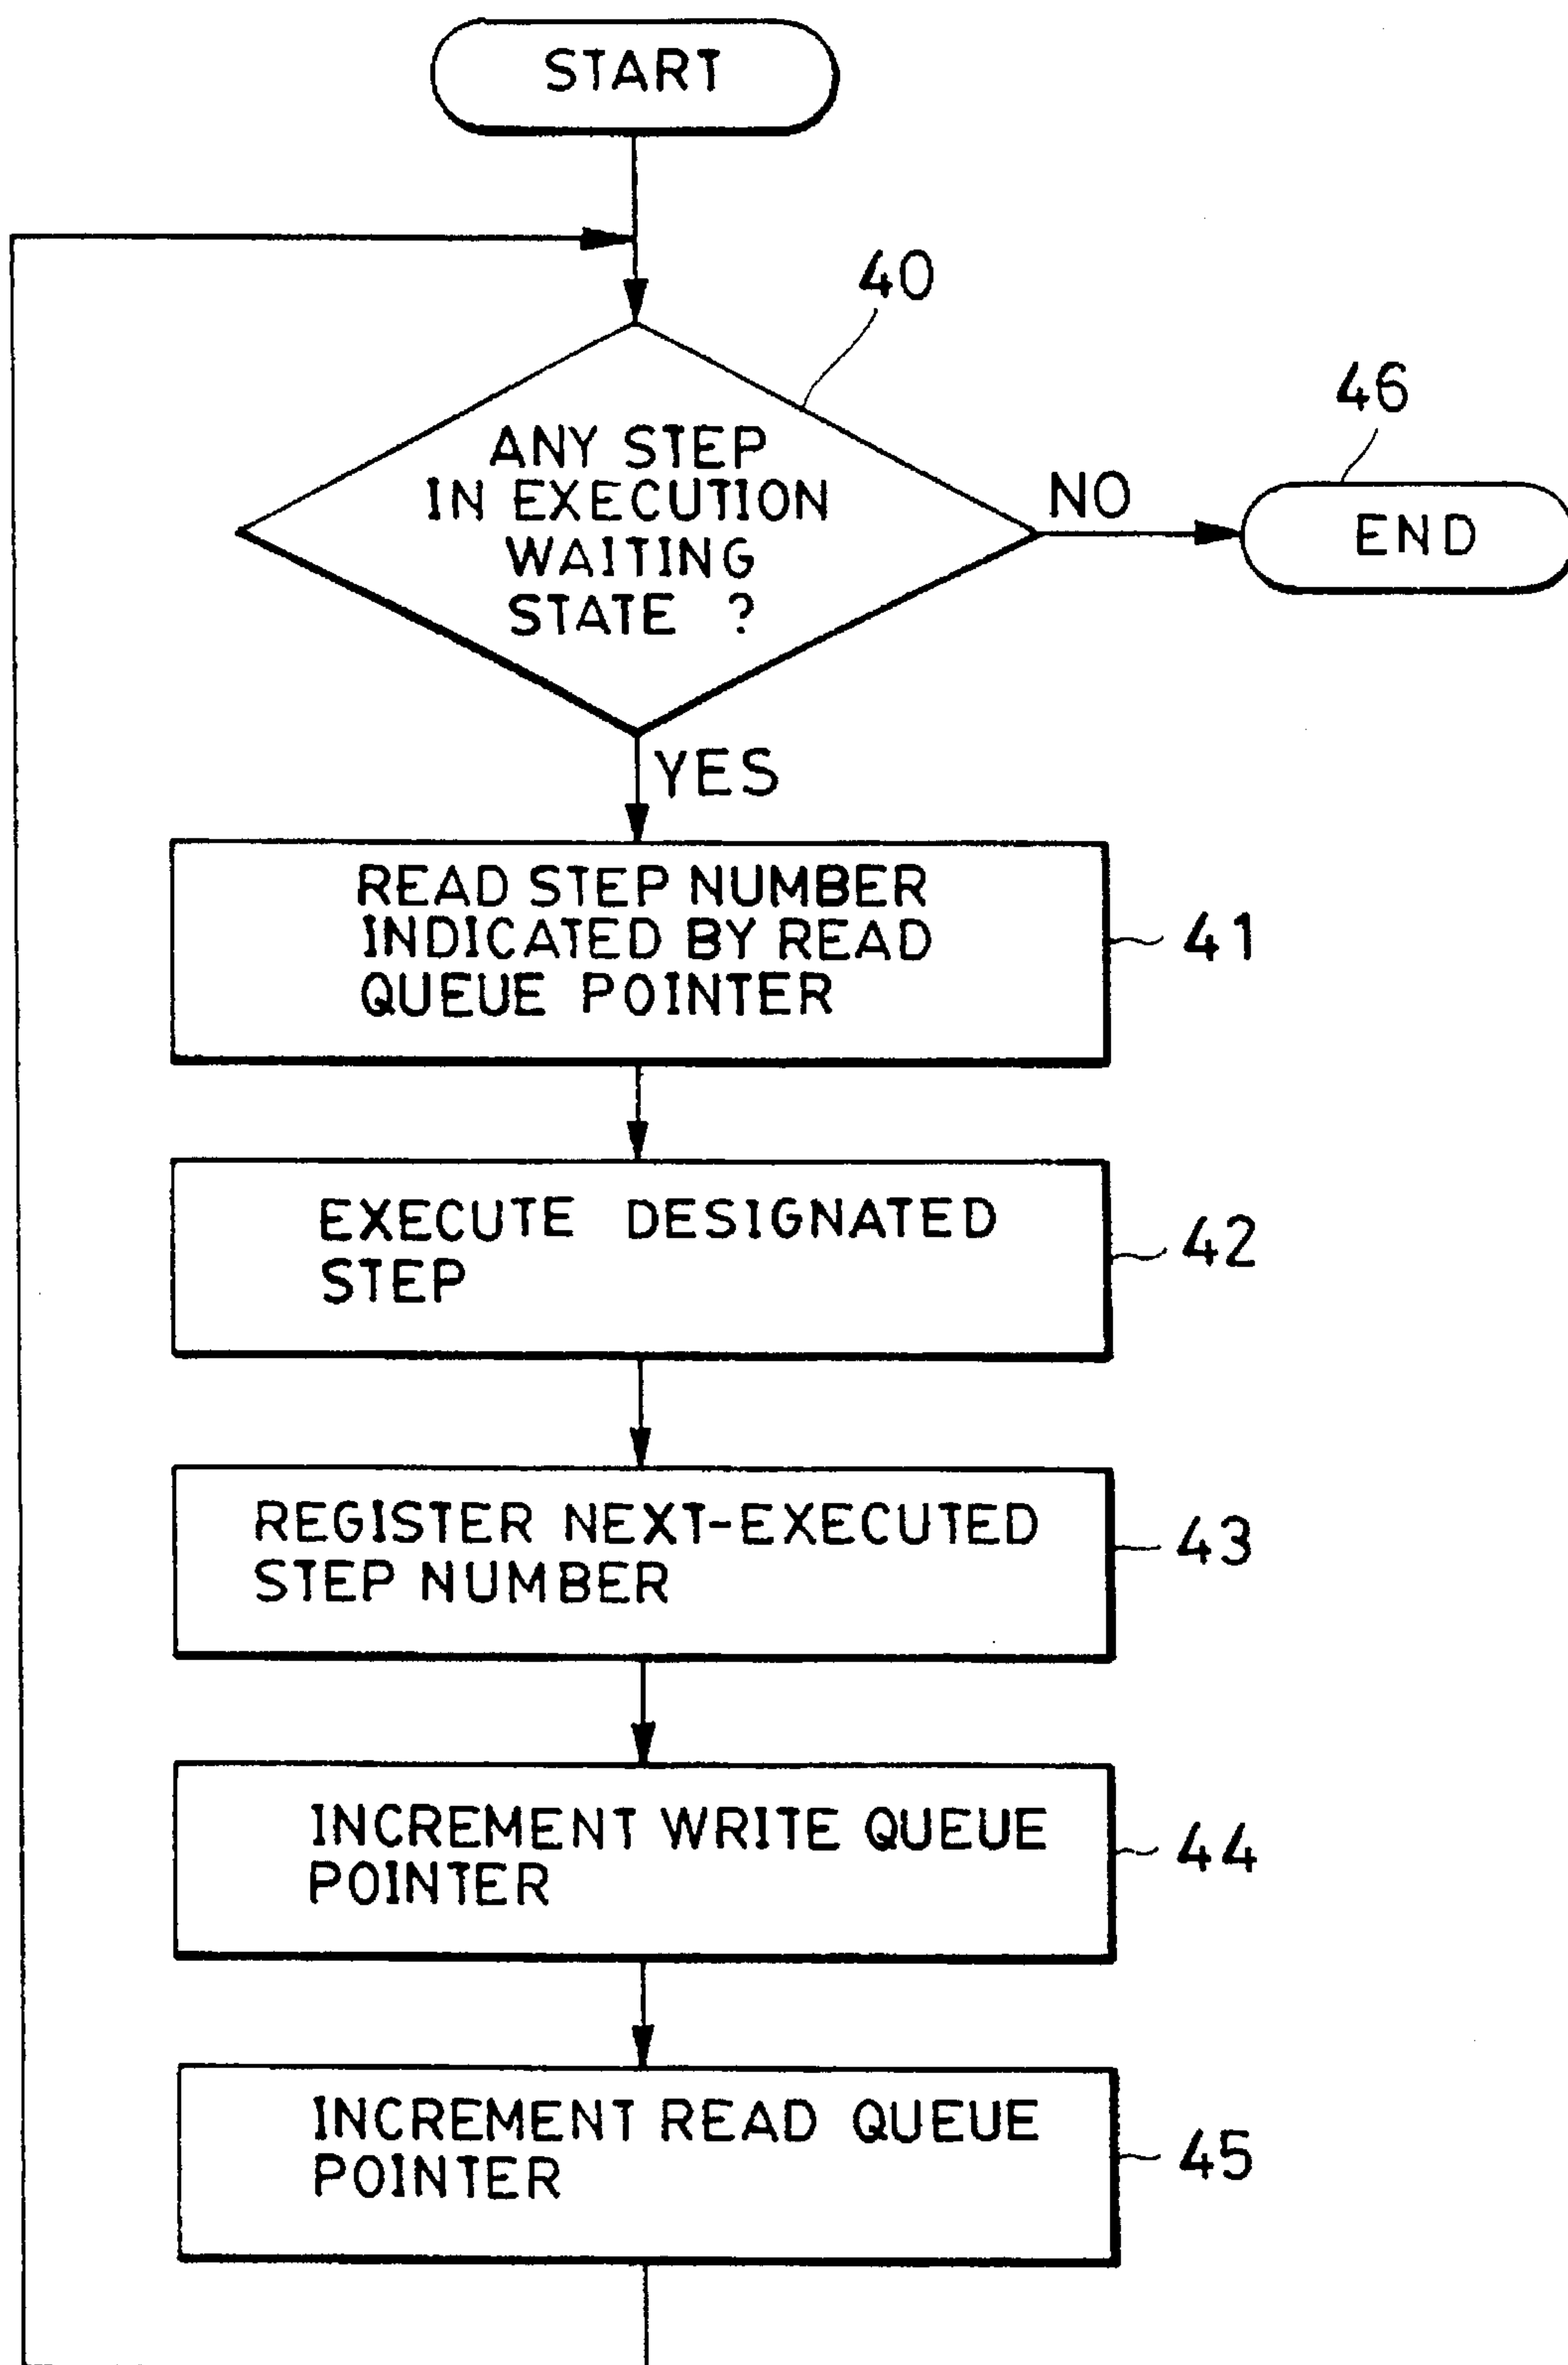 START
40
46
ANY STEP
IN EXECUTION
WAITING
STATE ?
NO
END
YES
READ STEP NUMBER
INDICATED BY READ
QUEUE POINTER
41
EXECUTE DESIGNATED
STEP
42
REGISTER NEXT-EXECUTED
STEP NUMBER
43
INCREMENT WRITE QUEUE
POINTER
44
INCREMENT READ QUEUE
POINTER
45